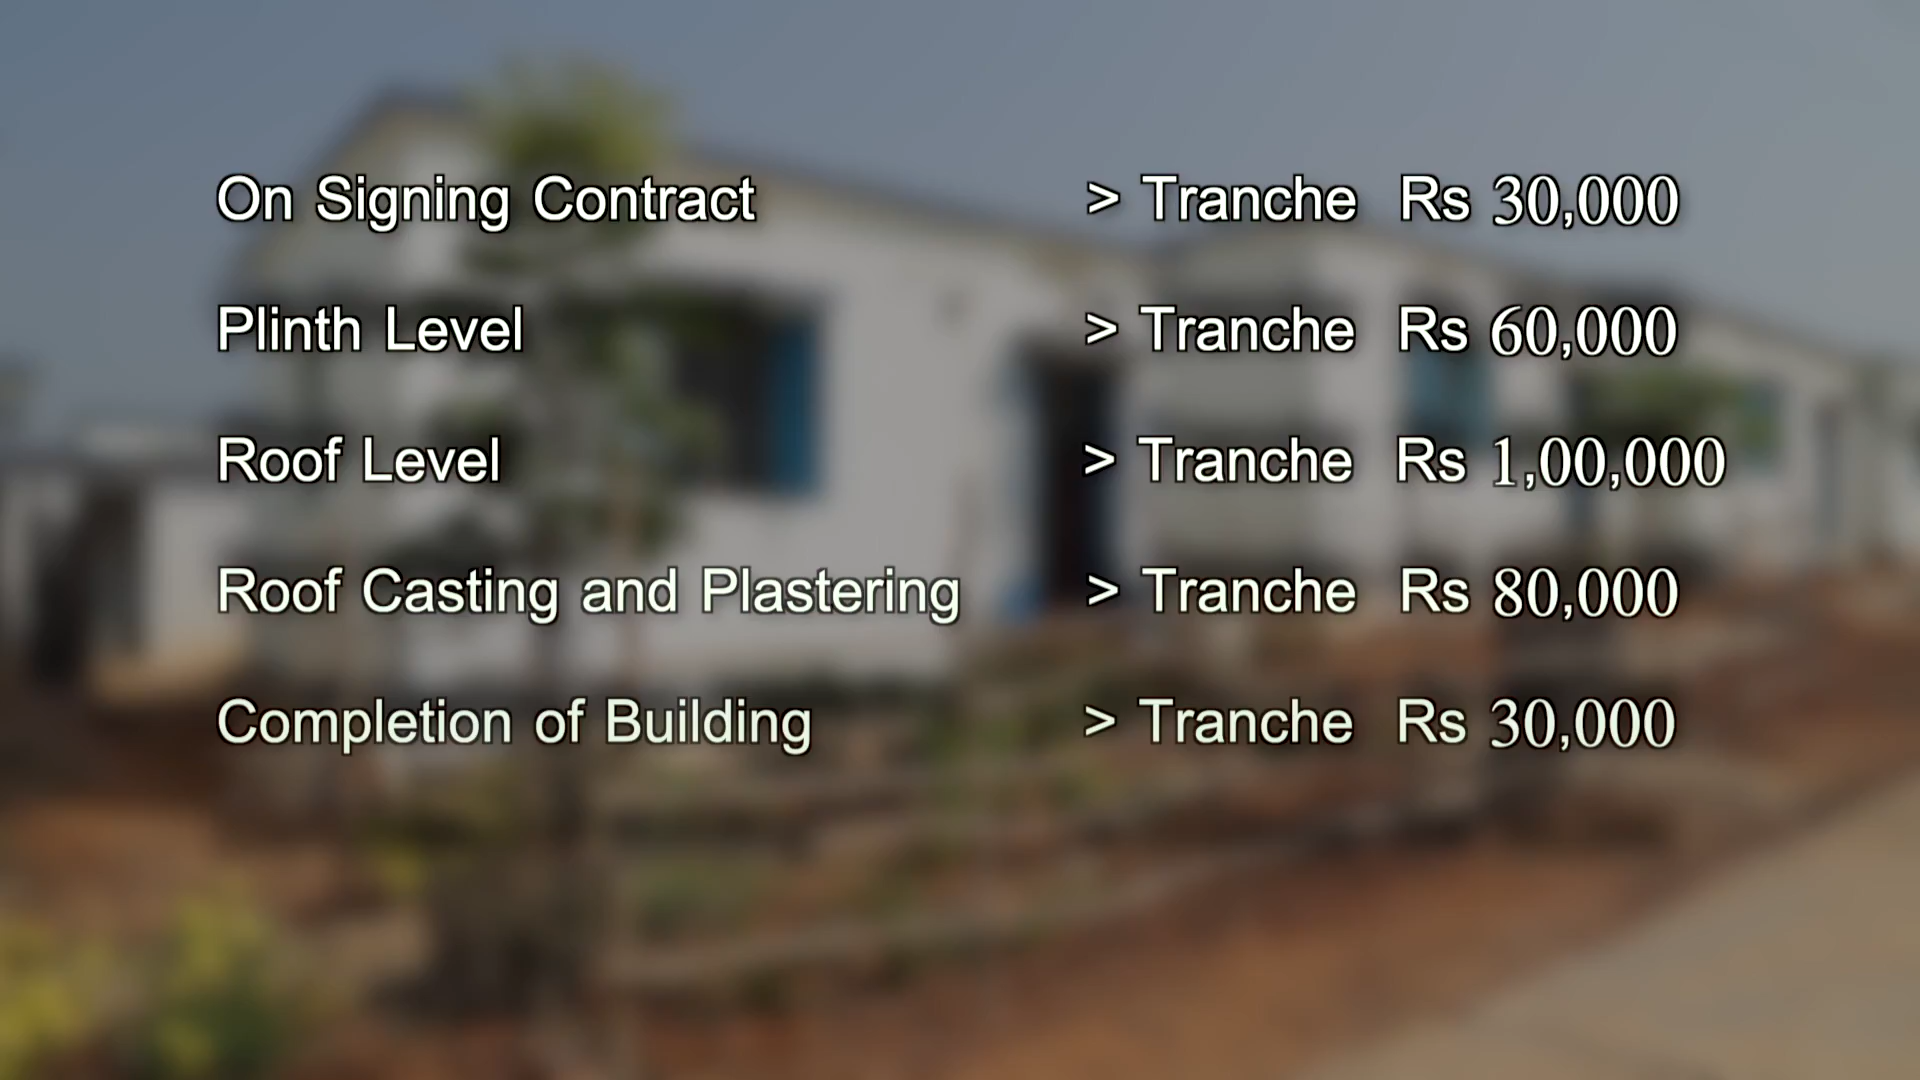 On Signing Contract > Tranche Rs 30,000
Plinth Level > Tranche Rs 60,000
Roof Level > Tranche Rs 1,00,000
Roof Casting and Plastering > Tranche Rs 80,000
Completion of Building > Tranche Rs 30,000